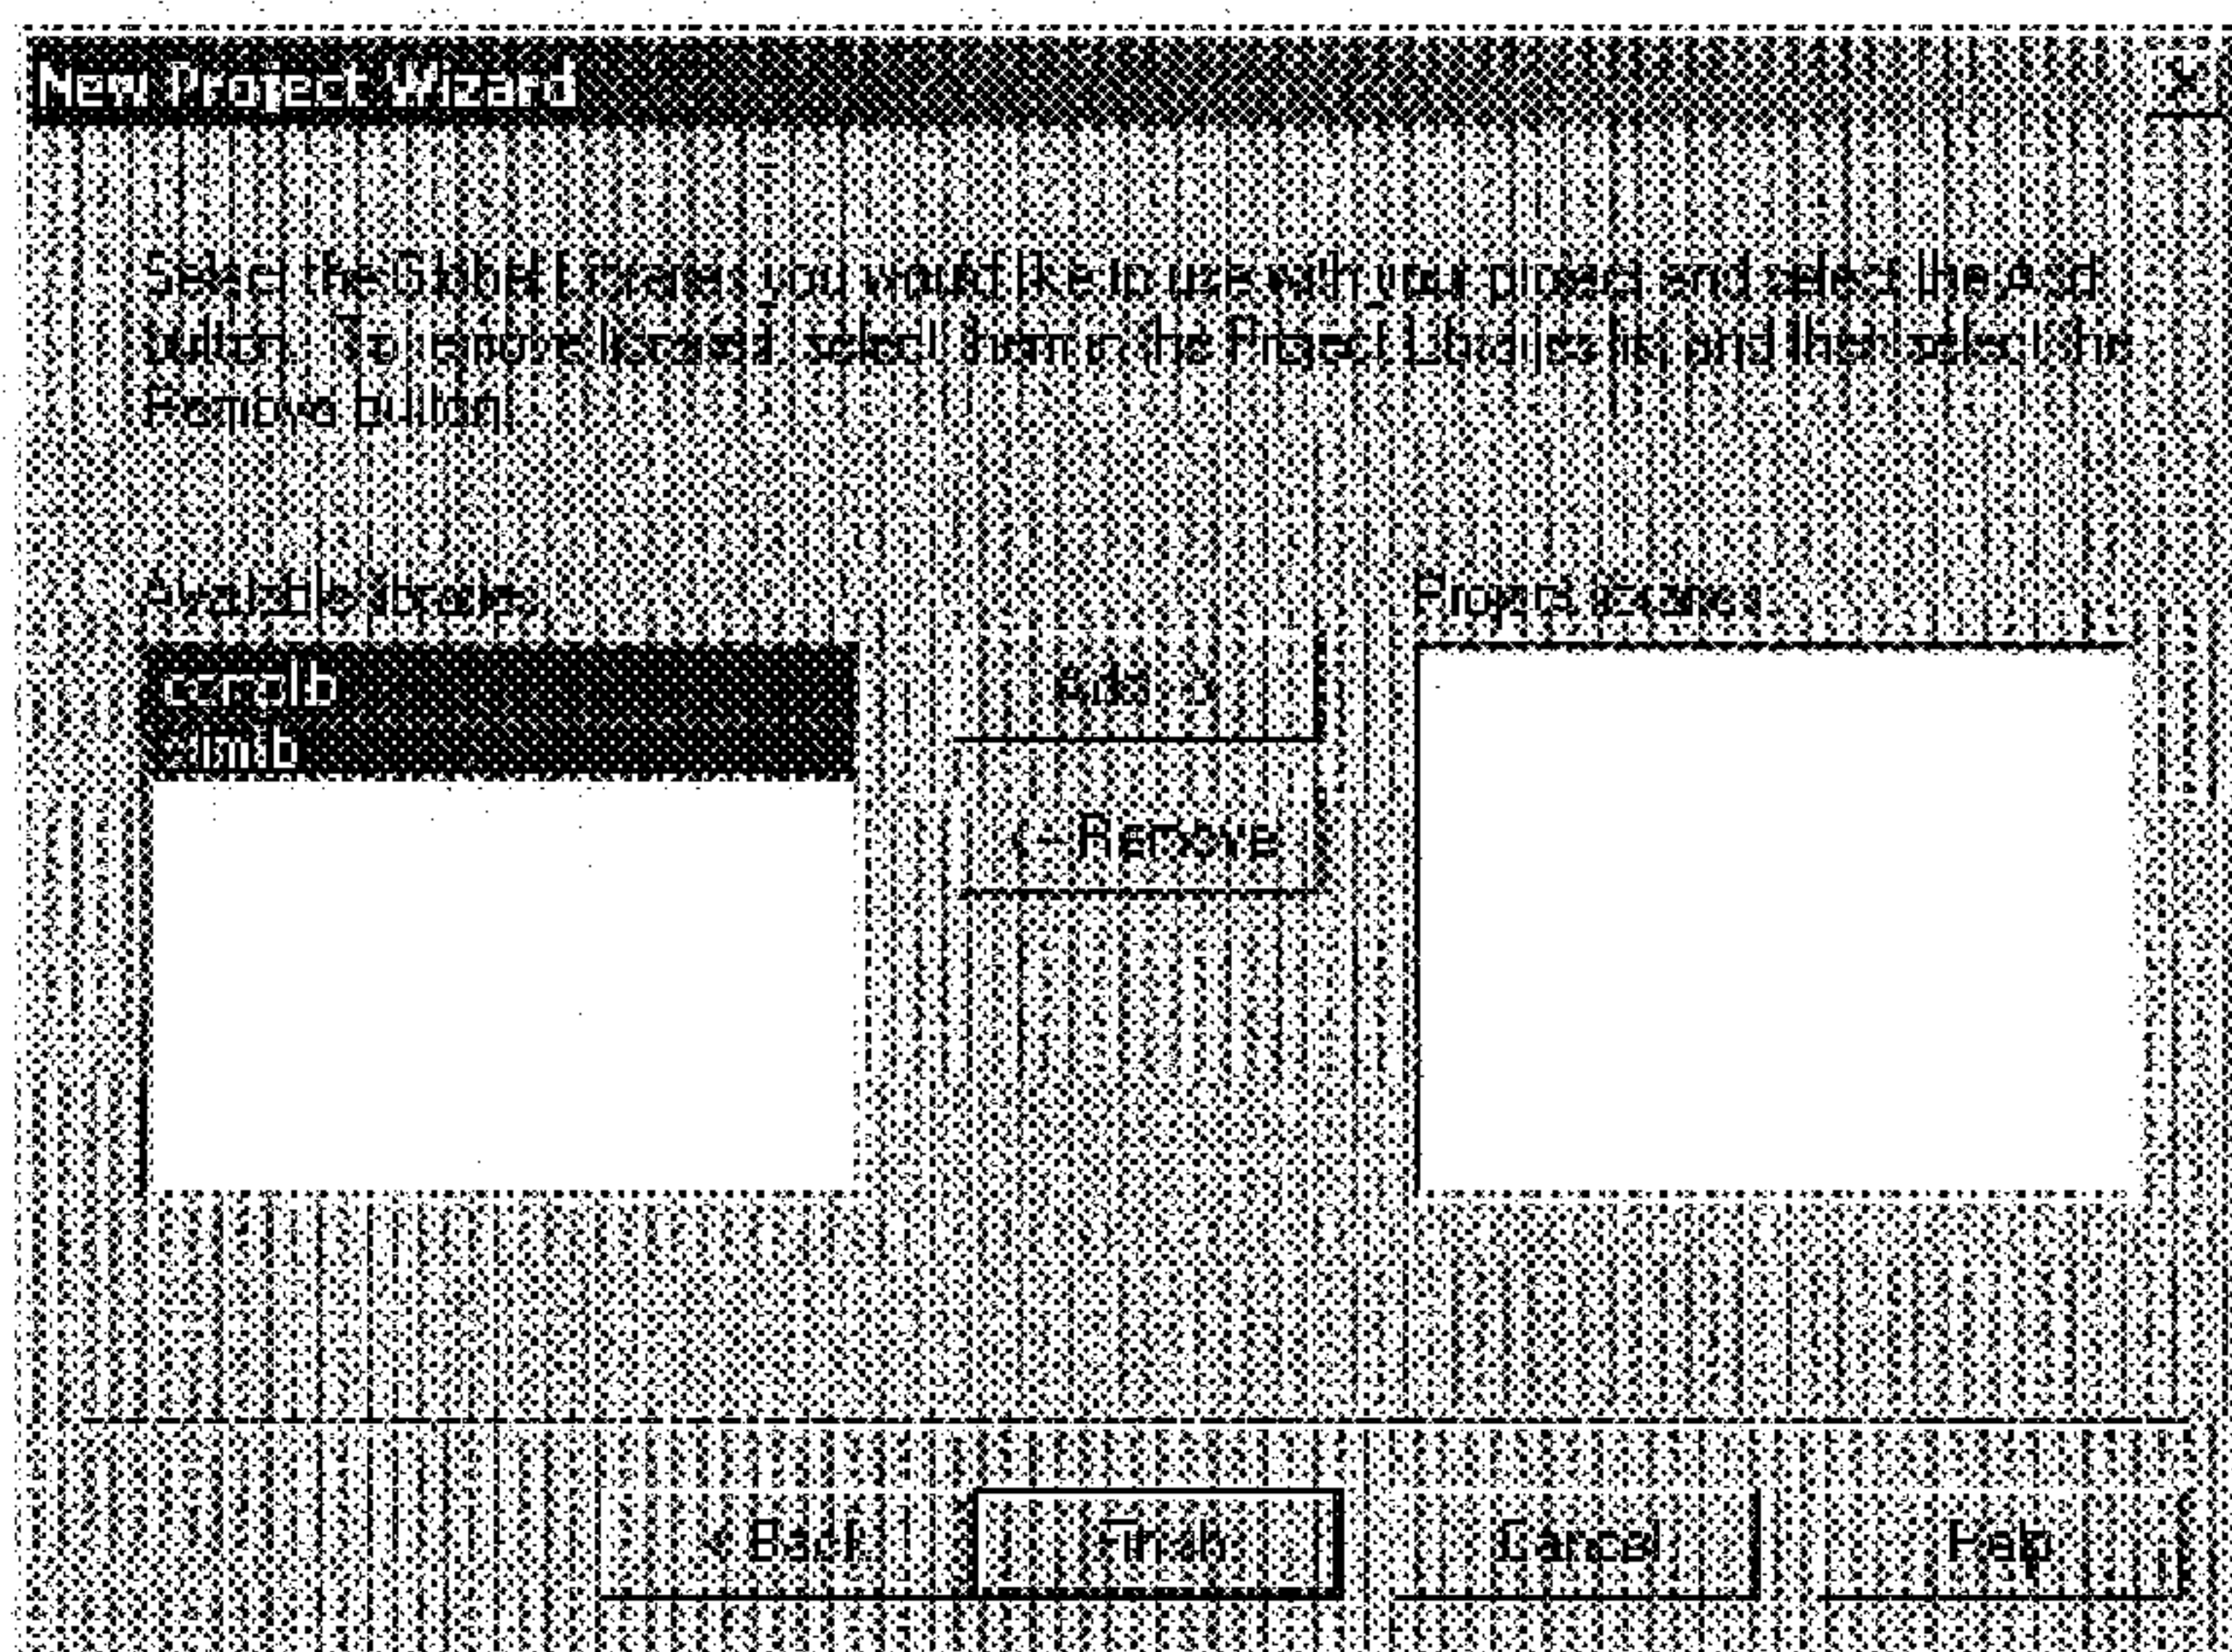 New Project Wizard
Select the Global Libraries you would like to use with your project and select the Add
button. To remove libraries, select them in the Project Libraries list and then select the
Remove button.
Available libraries:
Project libraries:
Add ->
<- Remove
< Back
Finish
Cancel
Help